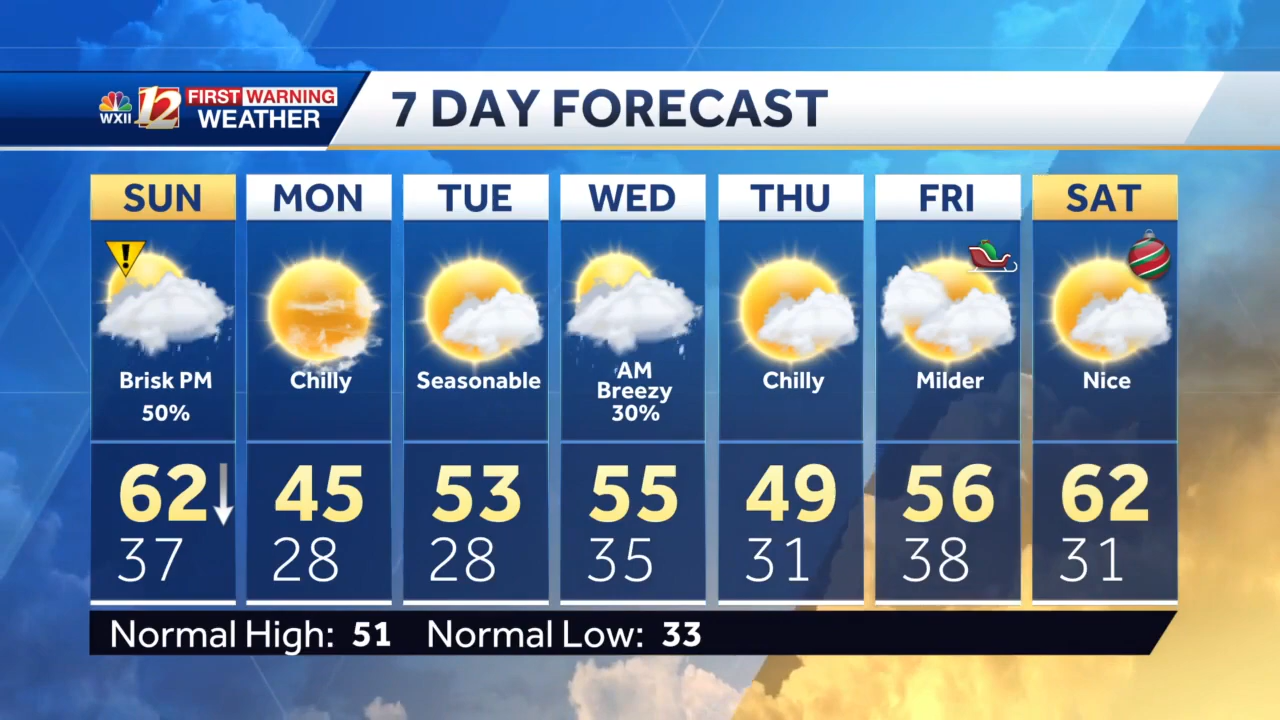 WXII 12 FIRST WARNING
WEATHER
7 DAY FORECAST
SUN MON TUE WED THU FRI SAT
!
Brisk PM
50%
Chilly
Seasonable
AM
Breezy
30%
Chilly
Milder
Nice
62 45 53 55 49 56 62
37 28 28 35 31 38 31
Normal High: 51 Normal Low: 33